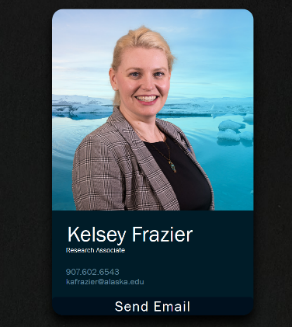 Kelsey Frazier
Research Associate
907.602.6543
kafrazier@alaska.edu
Send Email